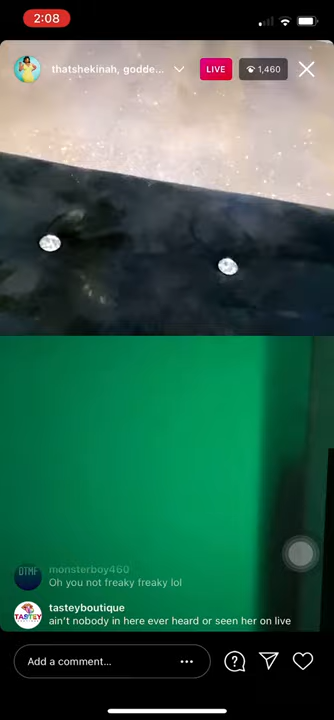 2:08
thatshekinah, godde...
LIVE
1,460
DTMF
monsterboy460
Oh you not freaky freaky lol
TASTEY
tasteyboutique
ain't nobody in here ever heard or seen her on live
Add a comment...